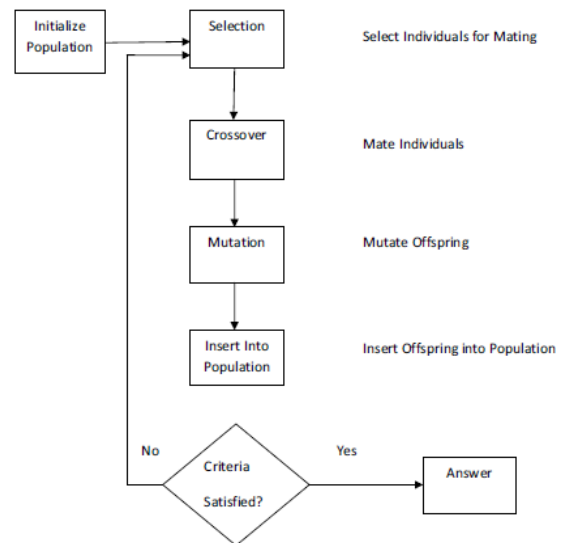 Initialize
Population
Selection
Select Individuals for Mating
Crossover
Mate Individuals
Mutation
Mutate Offspring
Insert Into
Population
Insert Offspring into Population
No
Criteria
Satisfied?
Yes
Answer